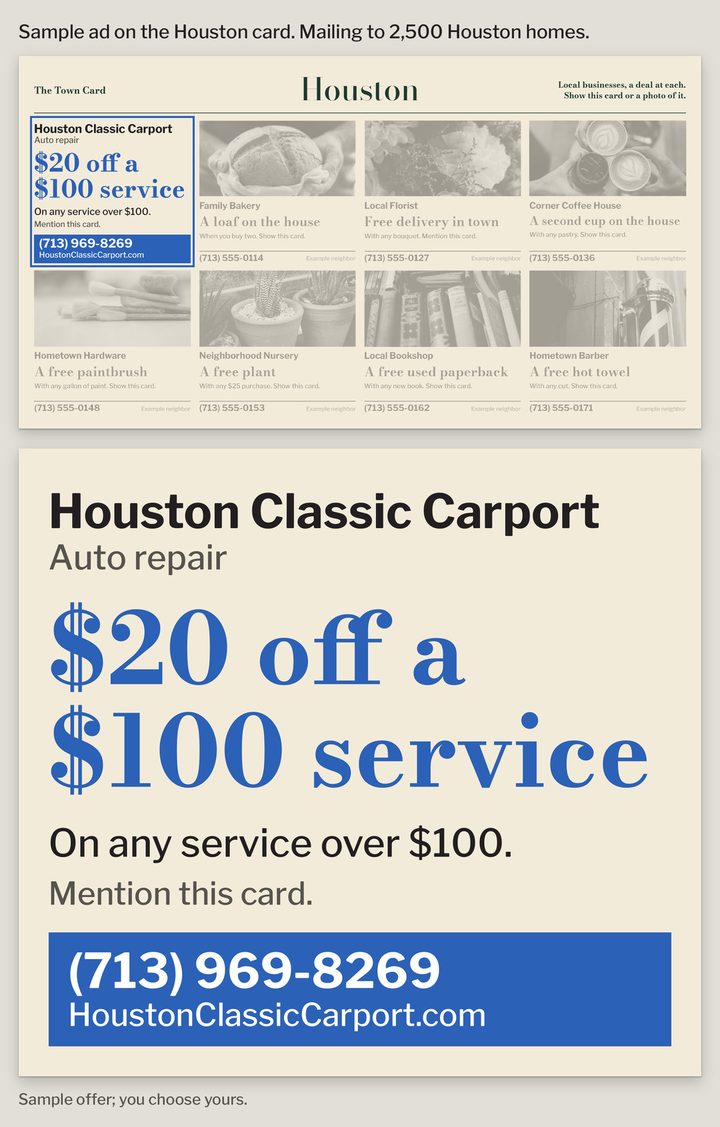 Sample ad on the Houston card. Mailing to 2,500 Houston homes.
The Town Card
Houston
Local businesses, a deal at each.
Show this card or a photo of it.
Houston Classic Carport
Auto repair
$20 off a
$100 service
On any service over $100.
Mention this card.
(713) 969-8269
HoustonClassicCarport.com
Family Bakery
A loaf on the house
When you buy two. Show this card.
(713) 555-0114
Example neighbor
Local Florist
Free delivery in town
With any bouquet. Mention this card.
(713) 555-0127
Example neighbor
Corner Coffee House
A second cup on the house
With any pastry. Show this card.
(713) 555-0136
Example neighbor
Hometown Hardware
A free paintbrush
With any gallon of paint. Show this card.
(713) 555-0148
Example neighbor
Neighborhood Nursery
A free plant
With any $25 purchase. Show this card.
(713) 555-0153
Example neighbor
Local Bookshop
A free used paperback
With any new book. Show this card.
(713) 555-0162
Example neighbor
Hometown Barber
A free hot towel
With any cut. Show this card.
(713) 555-0171
Example neighbor
Houston Classic Carport
Auto repair
$20 off a
$100 service
On any service over $100.
Mention this card.
(713) 969-8269
HoustonClassicCarport.com
Sample offer; you choose yours.